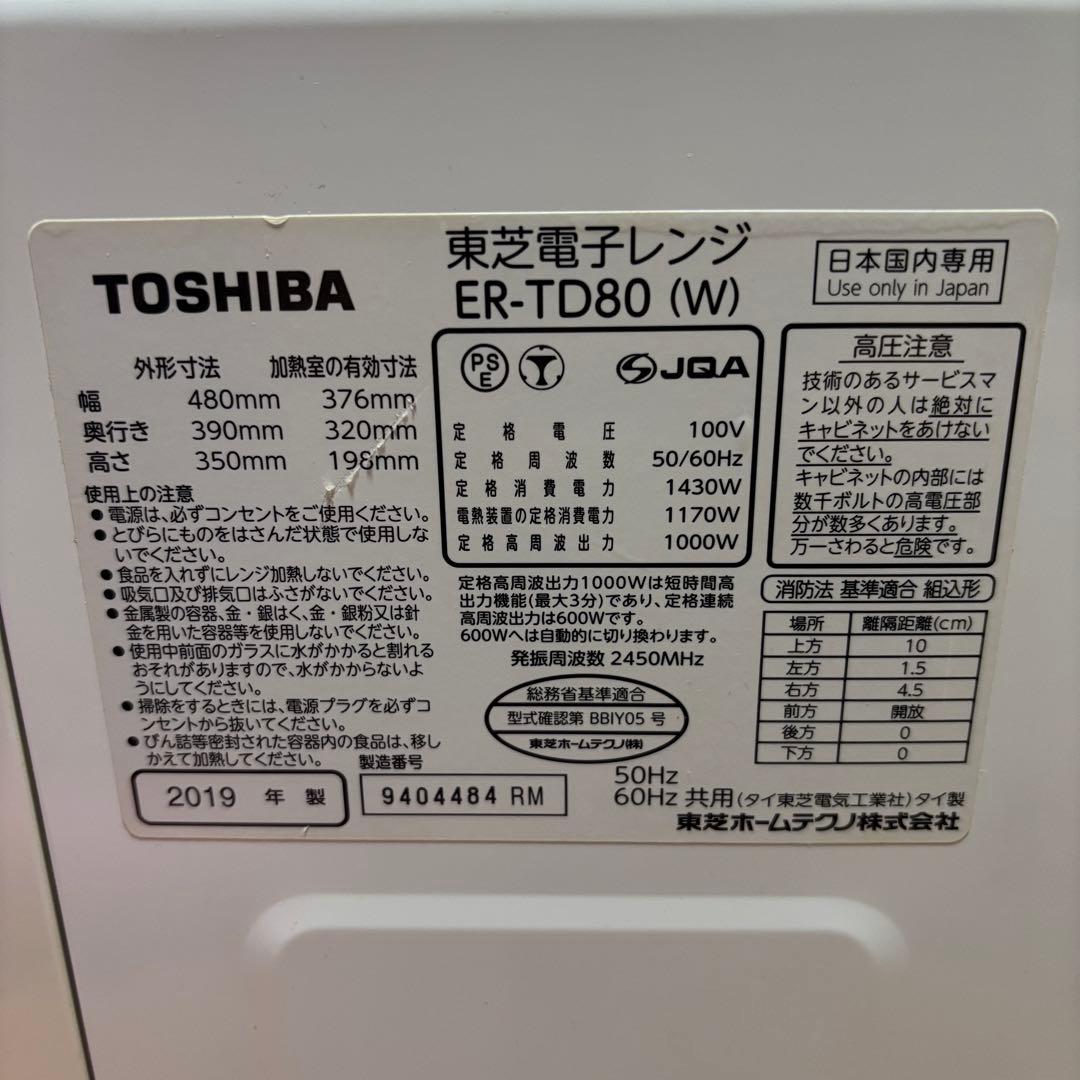 TOSHIBA
東芝電子レンジ
ER-TD80 (W)
日本国内専用
Use only in Japan
外形寸法 加熱室の有効寸法
幅 480mm 376mm
奥行き 390mm 320mm
高さ 350mm 198mm
使用上の注意
●電源は、必ずコンセントをご使用ください。
●とびらにものをはさんだ状態で使用しな
いでください。
●食品を入れずにレンジ加熱しないでください。
●吸気口及び排気口はふさがないでください。
●金属製の容器、金・銀はく、金・銀粉又は針
金を用いた容器等を使用しないでください。
●使用中前面のガラスに水がかかると割れる
おそれがありますので、水がかからないよ
うにしてください。
●掃除をするときには、電源プラグを必ずコ
ンセントから抜いてください。
●びん詰等密封された容器内の食品は、移し
かえて加熱してください。
PS
E
JQA
定格電圧 100V
定格周波数 50/60Hz
定格消費電力 1430W
電熱装置の定格消費電力 1170W
定格高周波出力 1000W
定格高周波出力1000Wは短時間高
出力機能(最大3分)であり、定格連続
高周波出力は600Wです。
600Wへは自動的に切り換わります。
発振周波数 2450MHz
総務省基準適合
型式確認第 BBIY05 号
東芝ホームテクノ(株)
高圧注意
技術のあるサービスマ
ン以外の人は絶対に
キャビネットをあけない
でください。
キャビネットの内部には
数千ボルトの高電圧部
分が数多くあります。
万一さわると危険です。
消防法 基準適合 組込形
場所 離隔距離(cm)
上方 10
左方 1.5
右方 4.5
前方 開放
後方 0
下方 0
2019 年 製
製造番号
9404484 RM
50Hz
60Hz 共用 (タイ東芝電気工業社)タイ製
東芝ホームテクノ株式会社